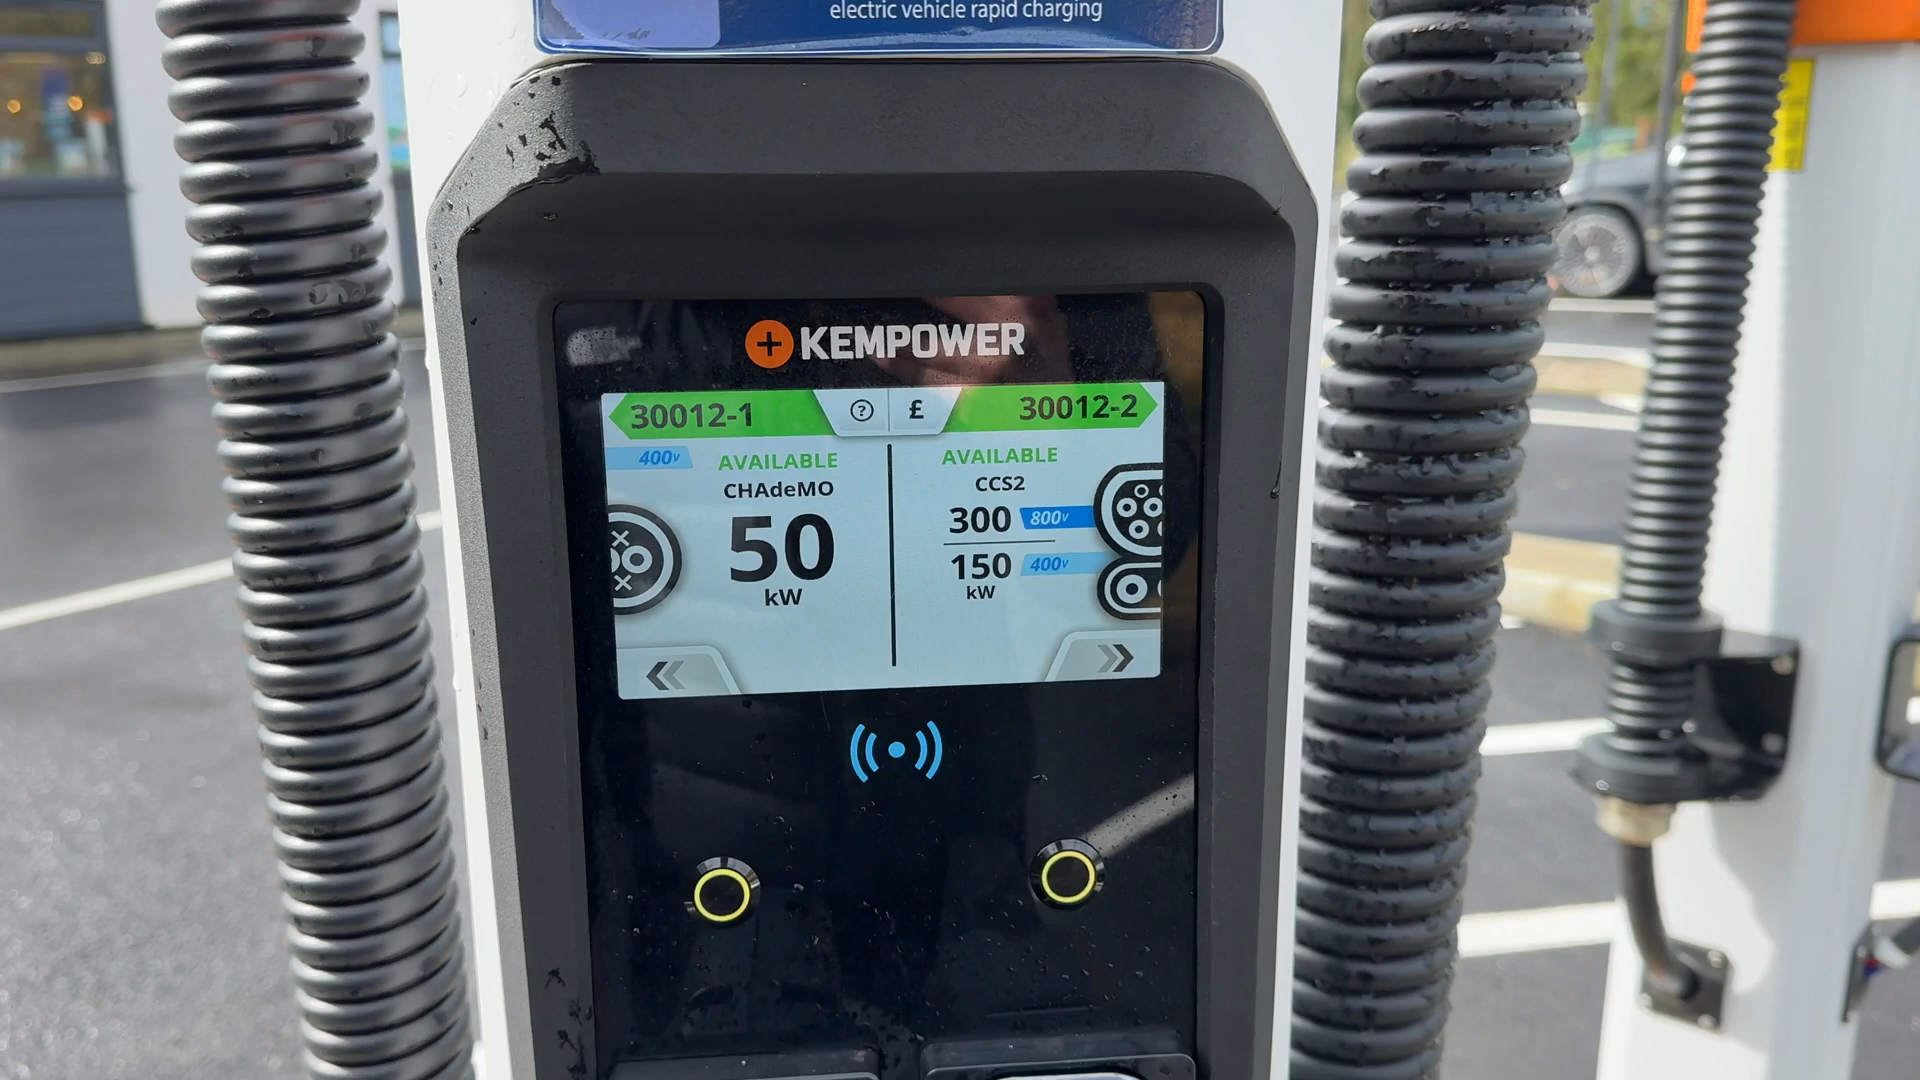 electric vehicle rapid charging
KEMPOWER
30012-1
? £
30012-2
400v
AVAILABLE
CHAdeMO
50
kW
AVAILABLE
CCS2
300 800v
150 400v
kW